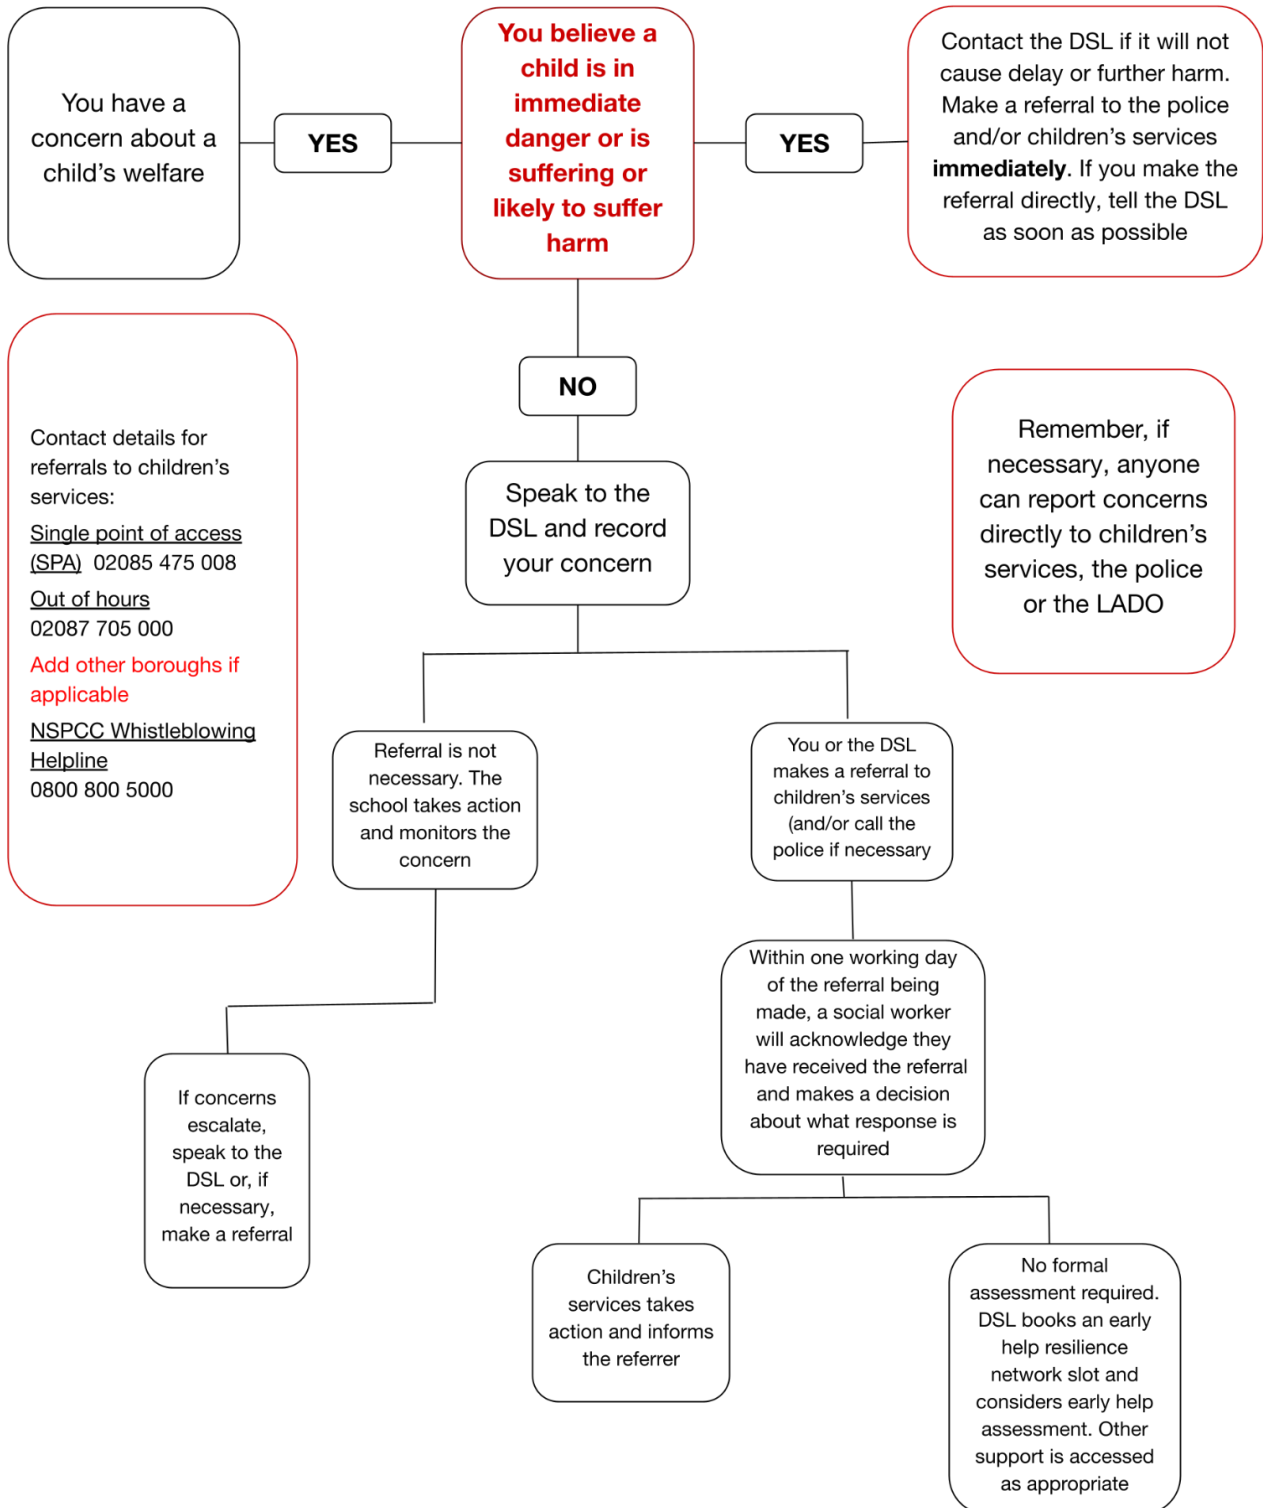 You have a
concern about a
child's welfare
YES
You believe a
child is in
immediate
danger or is
suffering or
likely to suffer
harm
YES
Contact the DSL if it will not
cause delay or further harm.
Make a referral to the police
and/or children's services
immediately. If you make the
referral directly, tell the DSL
as soon as possible
NO
Contact details for
referrals to children's
services:
Single point of access
(SPA) 02085 475 008
Out of hours
02087 705 000
Add other boroughs if
applicable
NSPCC Whistleblowing
Helpline
0800 800 5000
Speak to the
DSL and record
your concern
Remember, if
necessary, anyone
can report concerns
directly to children's
services, the police
or the LADO
Referral is not
necessary. The
school takes action
and monitors the
concern
You or the DSL
makes a referral to
children's services
(and/or call the
police if necessary
If concerns
escalate,
speak to the
DSL or, if
necessary,
make a referral
Within one working day
of the referral being
made, a social worker
will acknowledge they
have received the referral
and makes a decision
about what response is
required
Children's
services takes
action and informs
the referrer
No formal
assessment required.
DSL books an early
help resilience
network slot and
considers early help
assessment. Other
support is accessed
as appropriate